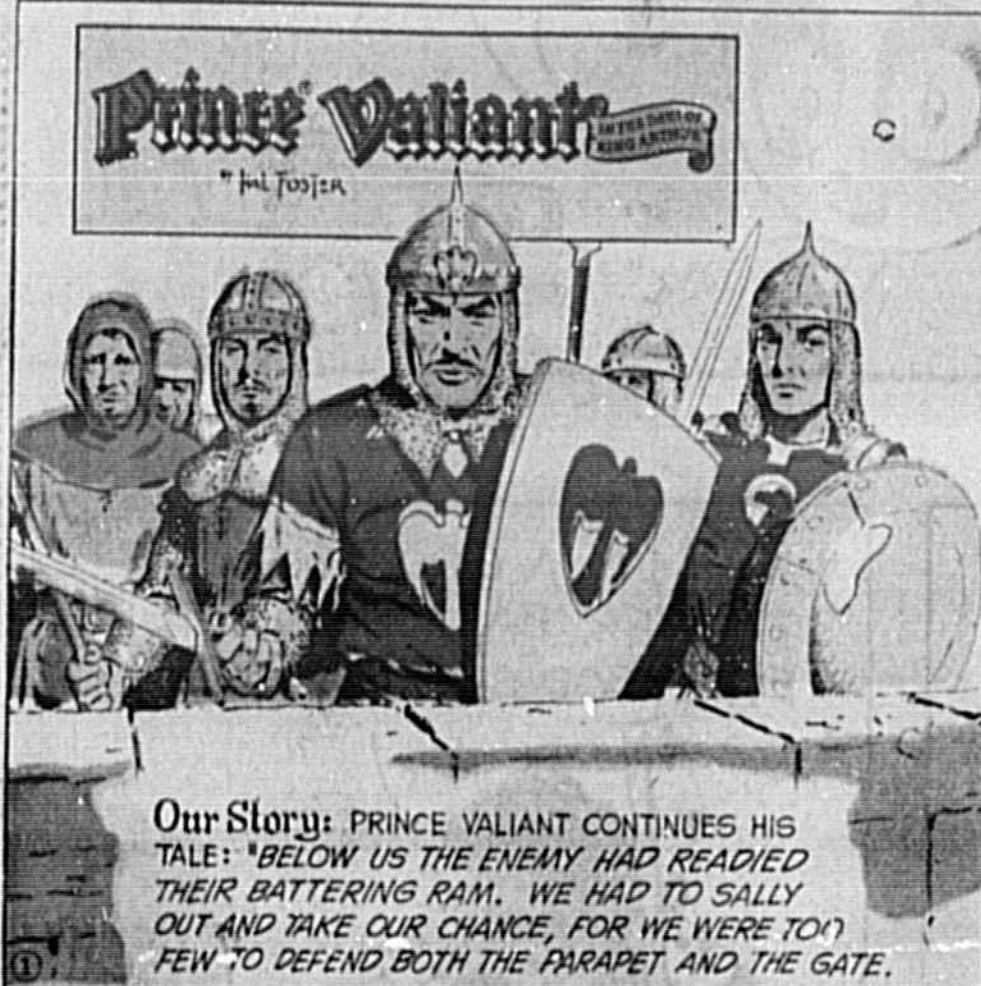 Prince Valiant
IN THE DAYS OF
KING ARTHUR
BY HAL FOSTER
Our Story: PRINCE VALIANT CONTINUES HIS
TALE: "BELOW US THE ENEMY HAD READIED
THEIR BATTERING RAM. WE HAD TO SALLY
OUT AND TAKE OUR CHANCE, FOR WE WERE TOO
FEW TO DEFEND BOTH THE PARAPET AND THE GATE.
1